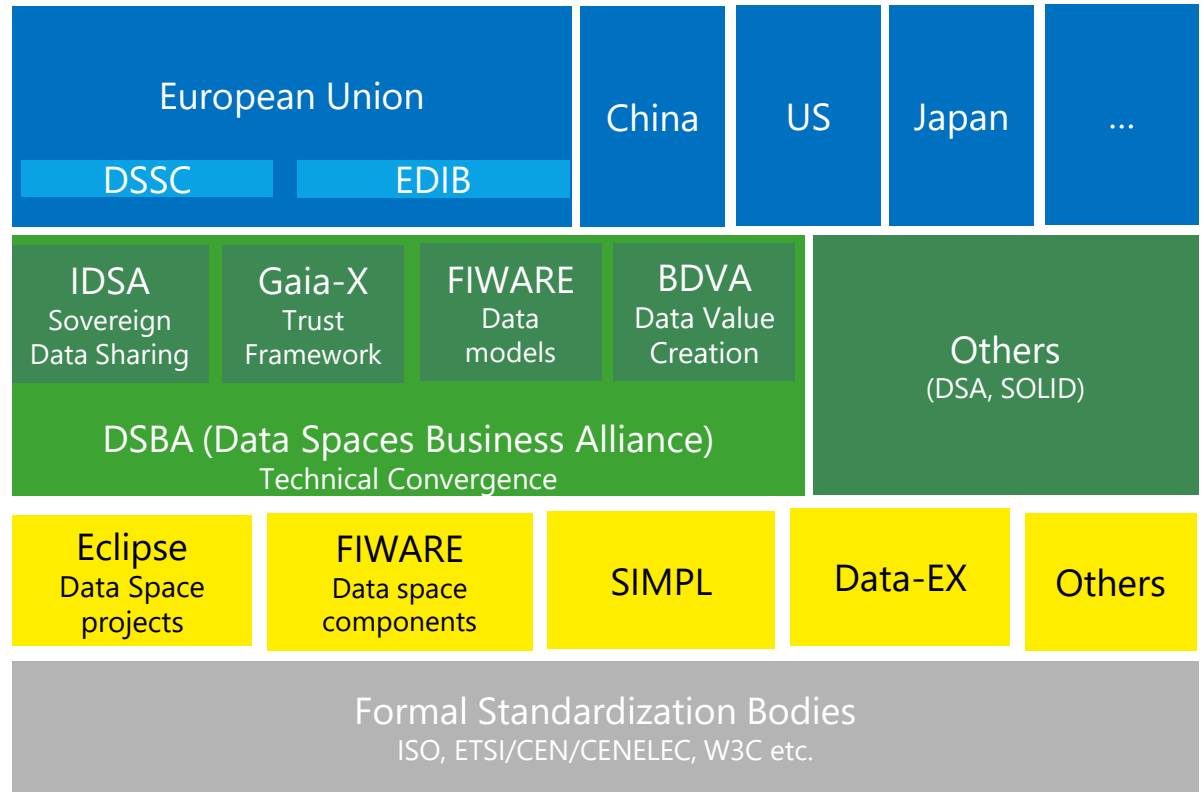 European Union
DSSC
EDIB
China
US
Japan
...
IDSA
Sovereign
Data Sharing
Gaia-X
Trust
Framework
FIWARE
Data
models
BDVA
Data Value
Creation
DSBA (Data Spaces Business Alliance)
Technical Convergence
Others
(DSA, SOLID)
Eclipse
Data Space
projects
FIWARE
Data space
components
SIMPL
Data-EX
Others
Formal Standardization Bodies
ISO, ETSI/CEN/CENELEC, W3C etc.